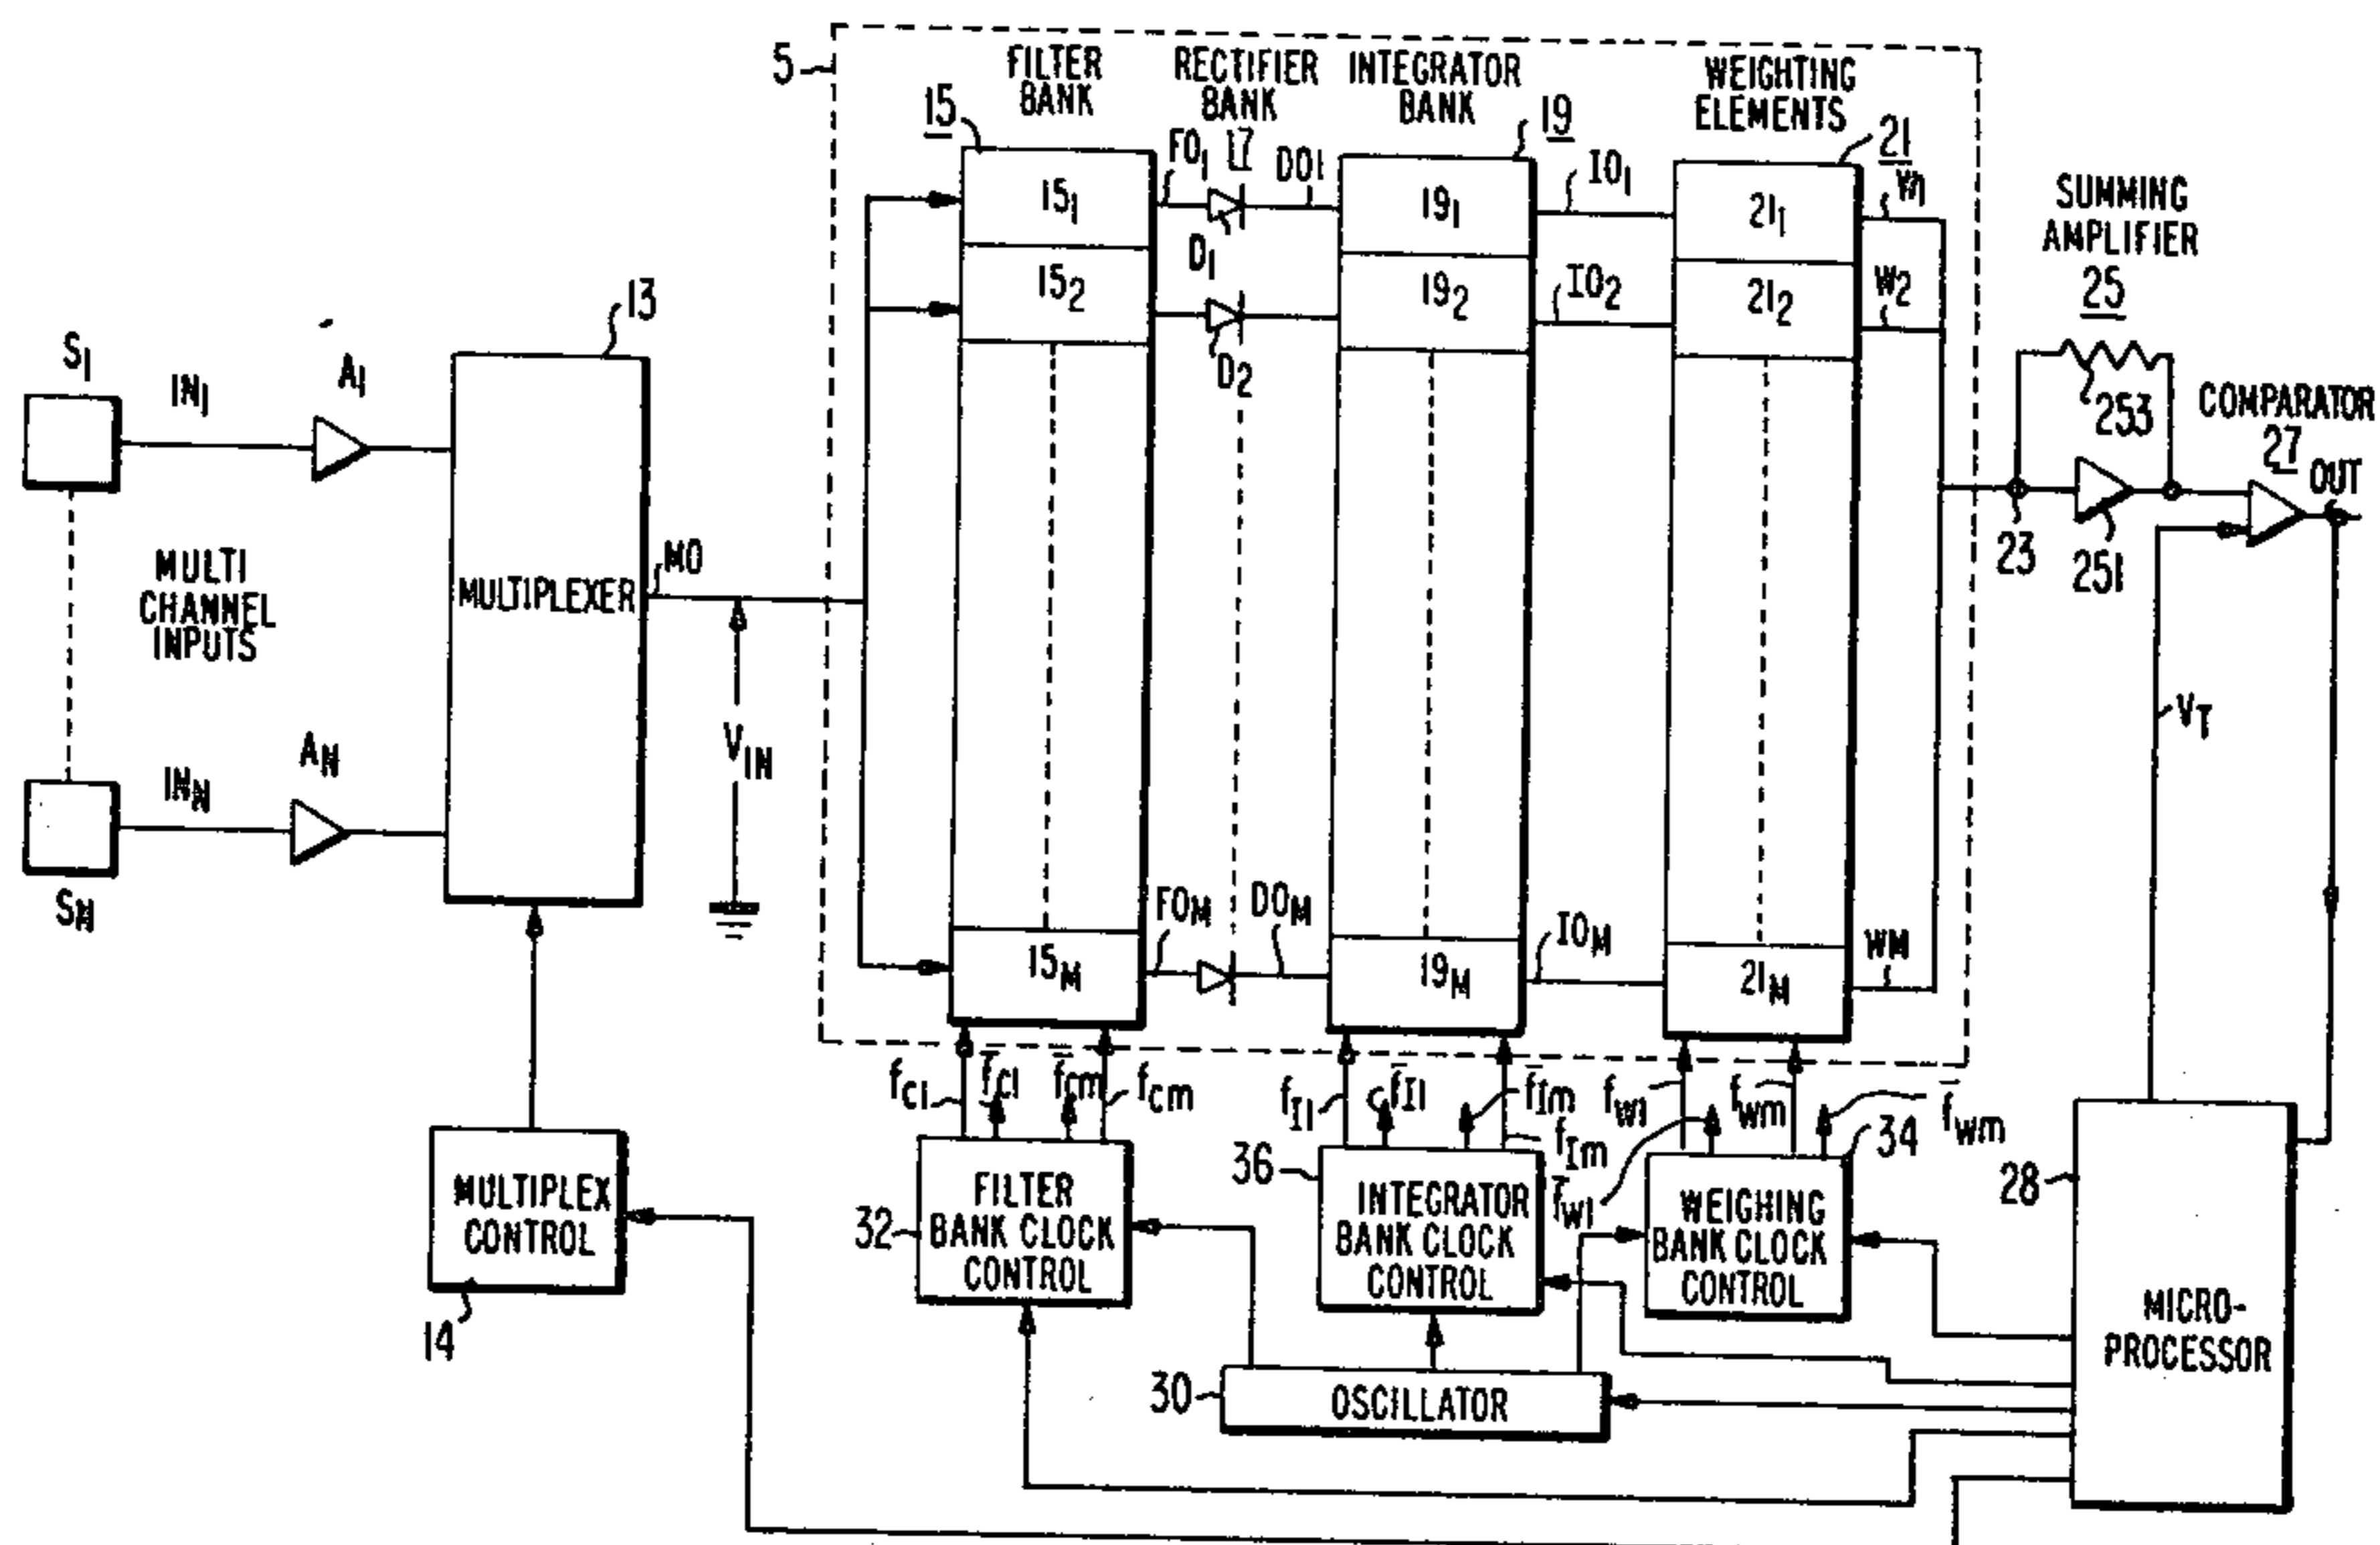 5
FILTER
BANK
RECTIFIER
BANK
INTEGRATOR
BANK
WEIGHTING
ELEMENTS
15
17
19
21
FO1
DO1
IO1
W1
151
D1
191
211
SUMMING
AMPLIFIER
25
152
D2
192
IO2
212
W2
13
S1
IN1
A1
253
COMPARATOR
27
OUT
MULTI
CHANNEL
INPUTS
MULTIPLEXER
MO
23
251
VIN
VT
AN
INN
SN
FOM
DOM
IOM
WM
15M
19M
21M
fC1
f̄C1
f̄cm
fcm
fI1
f̄I1
f̄Im
f̄Im
fW1
f̄W1
fWm
f̄Wm
34
36
28
MULTIPLEX
CONTROL
14
32
FILTER
BANK CLOCK
CONTROL
INTEGRATOR
BANK CLOCK
CONTROL
WEIGHING
BANK CLOCK
CONTROL
MICRO-
PROCESSOR
30
OSCILLATOR